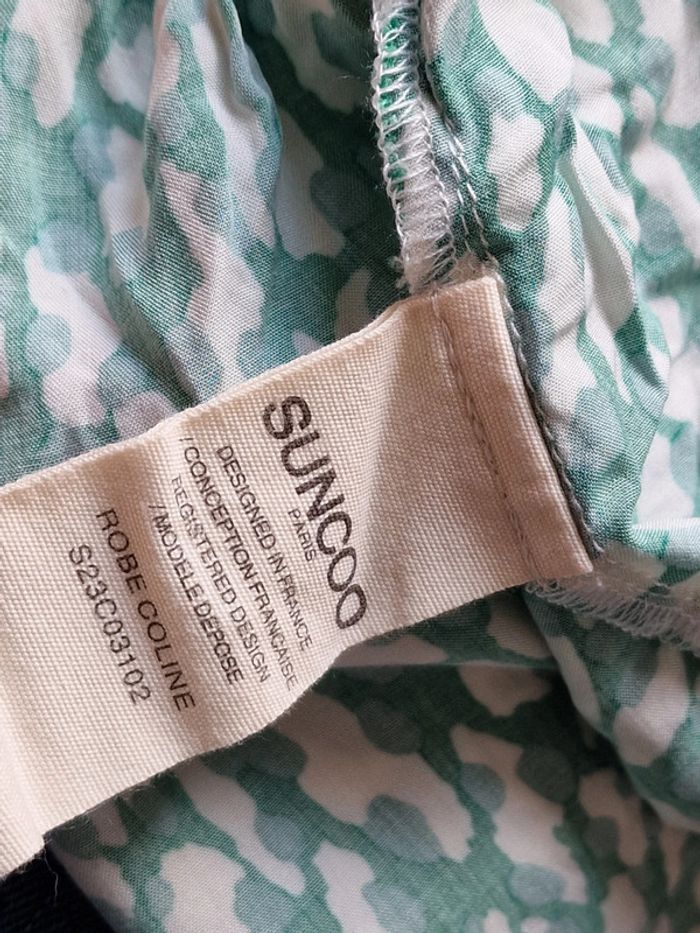 SUNCOO
PARIS
DESIGNED IN FRANCE
/ CONCEPTION FRANCAISE
REGISTERED DESIGN
/ MODELE DEPOSE
ROBE COLINE
S23C03102